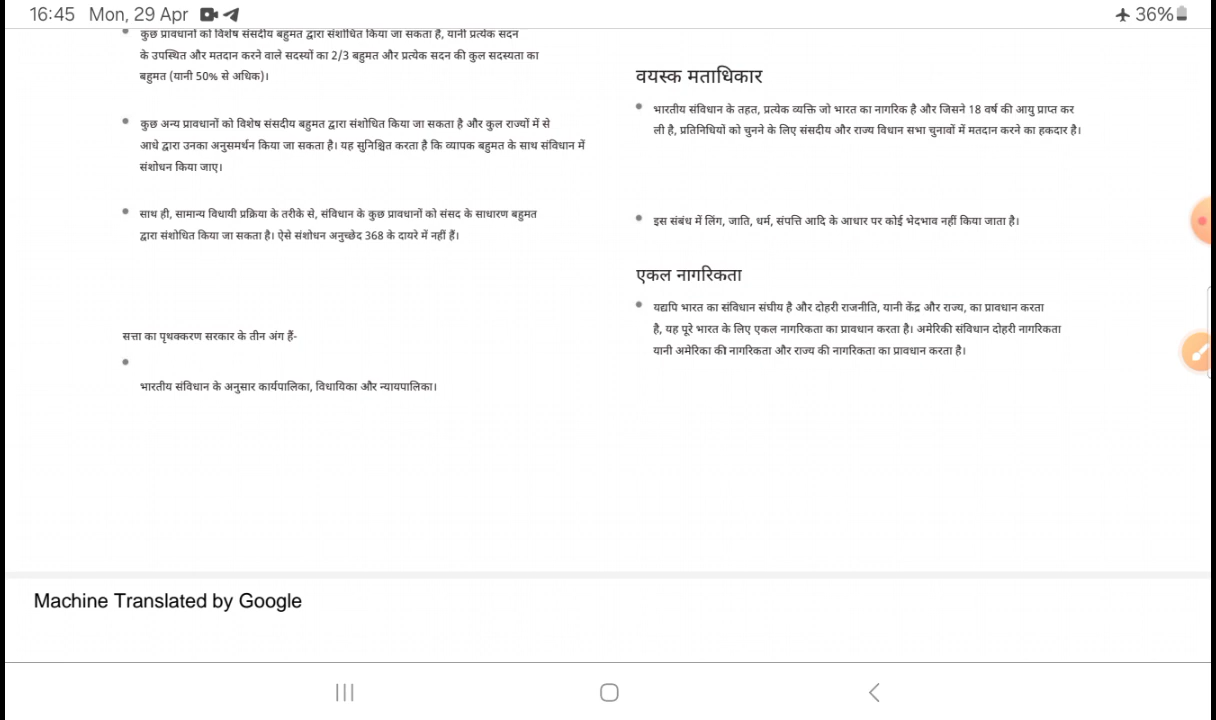 16:45 Mon, 29 Apr
36%
कुछ प्रावधानों को विशेष संसदीय बहुमत द्वारा संशोधित किया जा सकता है, यानी प्रत्येक सदन
के उपस्थित और मतदान करने वाले सदस्यों का 2/3 बहुमत और प्रत्येक सदन की कुल सदस्यता का
बहुमत (यानी 50% से अधिक)।
कुछ अन्य प्रावधानों को विशेष संसदीय बहुमत द्वारा संशोधित किया जा सकता है और कुल राज्यों में से
आधे द्वारा उनका अनुसमर्थन किया जा सकता है। यह सुनिश्चित करता है कि व्यापक बहुमत के साथ संविधान में
संशोधन किया जाए।
साथ ही, सामान्य विधायी प्रक्रिया के तरीके से, संविधान के कुछ प्रावधानों को संसद के साधारण बहुमत
द्वारा संशोधित किया जा सकता है। ऐसे संशोधन अनुच्छेद 368 के दायरे में नहीं हैं।
सत्ता का पृथक्करण सरकार के तीन अंग हैं-
भारतीय संविधान के अनुसार कार्यपालिका, विधायिका और न्यायपालिका।
वयस्क मताधिकार
भारतीय संविधान के तहत, प्रत्येक व्यक्ति जो भारत का नागरिक है और जिसने 18 वर्ष की आयु प्राप्त कर
ली है, प्रतिनिधियों को चुनने के लिए संसदीय और राज्य विधान सभा चुनावों में मतदान करने का हकदार है।
इस संबंध में लिंग, जाति, धर्म, संपत्ति आदि के आधार पर कोई भेदभाव नहीं किया जाता है।
एकल नागरिकता
यद्यपि भारत का संविधान संघीय है और दोहरी राजनीति, यानी केंद्र और राज्य, का प्रावधान करता
है, यह पूरे भारत के लिए एकल नागरिकता का प्रावधान करता है। अमेरिकी संविधान दोहरी नागरिकता
यानी अमेरिका की नागरिकता और राज्य की नागरिकता का प्रावधान करता है।
Machine Translated by Google